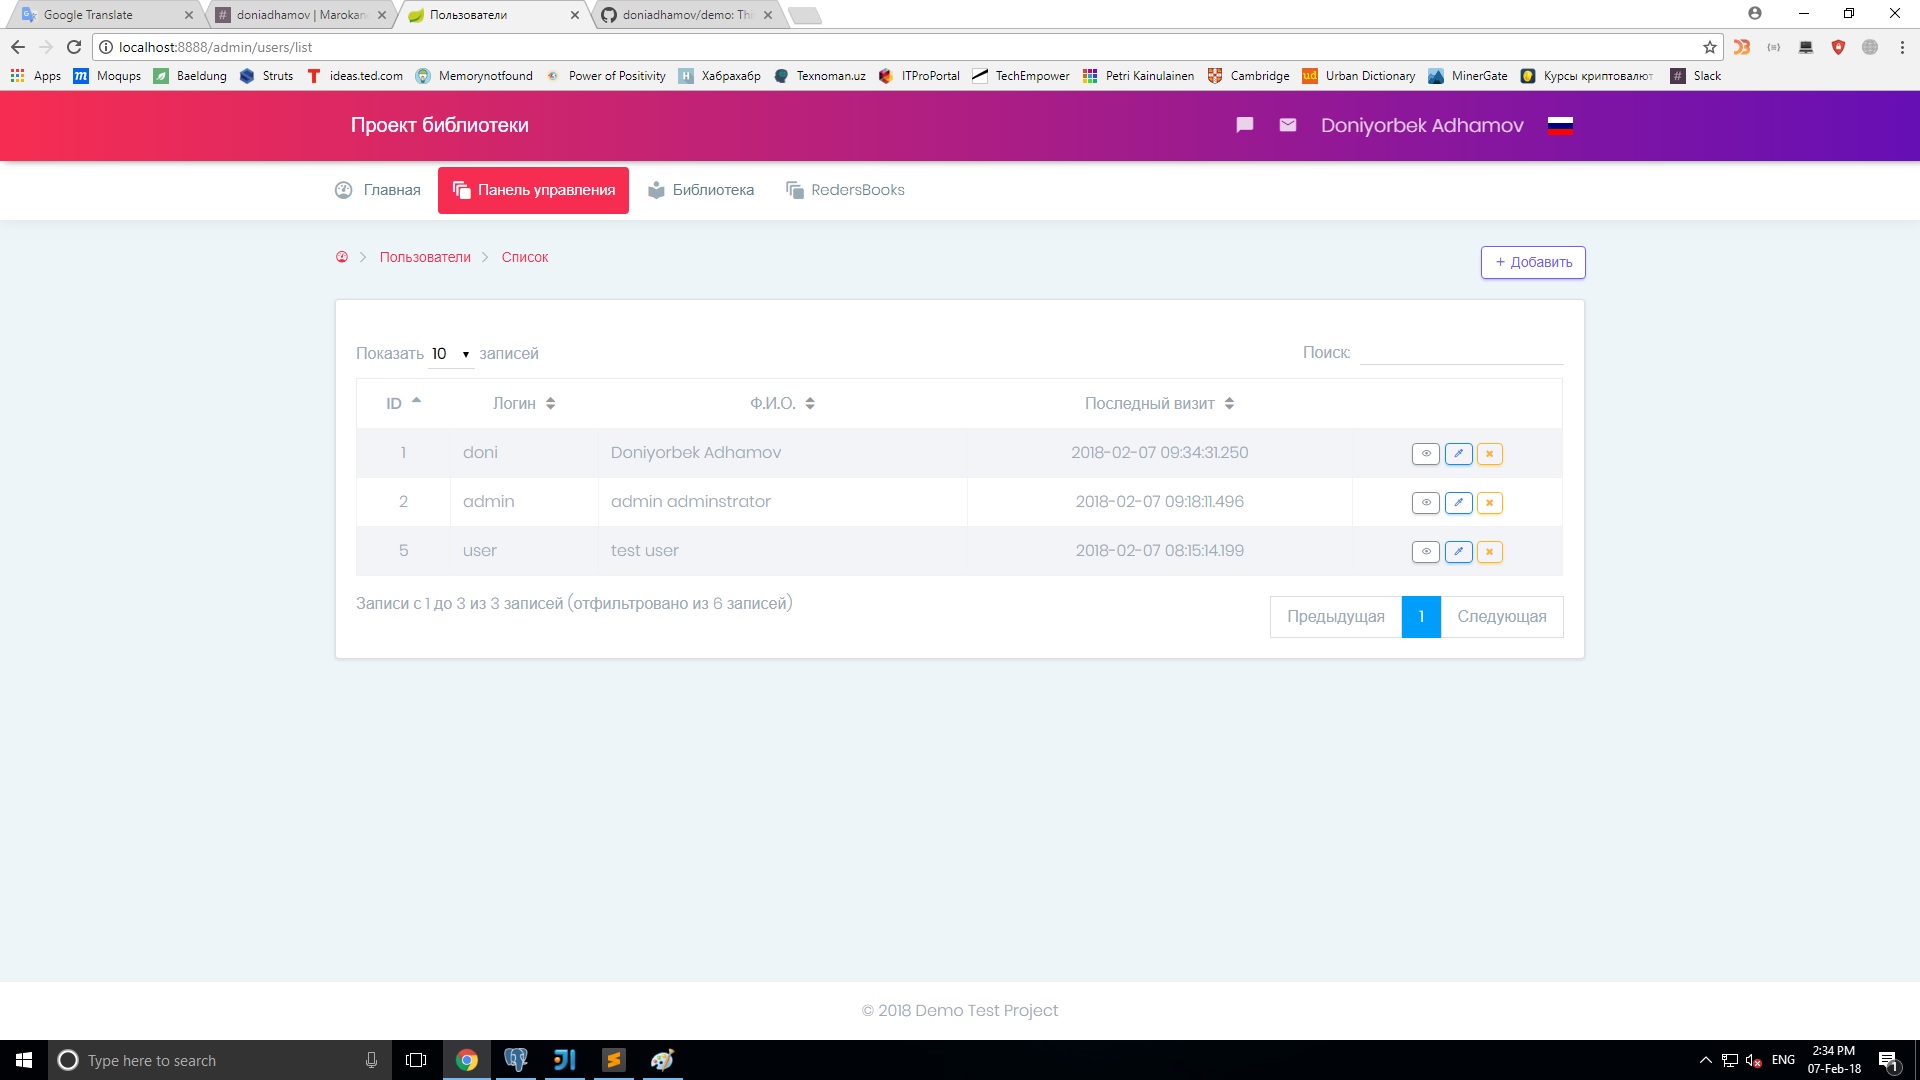 Google Translate
doniadhamov | Marokan
Пользователи
doniadhamov/demo: Thi
localhost:8888/admin/users/list
Apps
Moqups
Baeldung
Struts
ideas.ted.com
Memorynotfound
Power of Positivity
Хабрахабр
Texnoman.uz
ITProPortal
TechEmpower
Petri Kainulainen
Cambridge
Urban Dictionary
MinerGate
Курсы криптовалют
Slack
Проект библиотеки
Doniyorbek Adhamov
Главная
Панель управления
Библиотека
RedersBooks
Пользователи
Список
+ Добавить
Показать 10 записей
Поиск:
ID Логин Ф.И.О. Последный визит
1 doni Doniyorbek Adhamov 2018-02-07 09:34:31.250
2 admin admin adminstrator 2018-02-07 09:18:11.496
5 user test user 2018-02-07 08:15:14.199
Записи с 1 до 3 из 3 записей (отфильтровано из 6 записей)
Предыдущая 1 Следующая
© 2018 Demo Test Project
Type here to search
ENG
2:34 PM
07-Feb-18
1